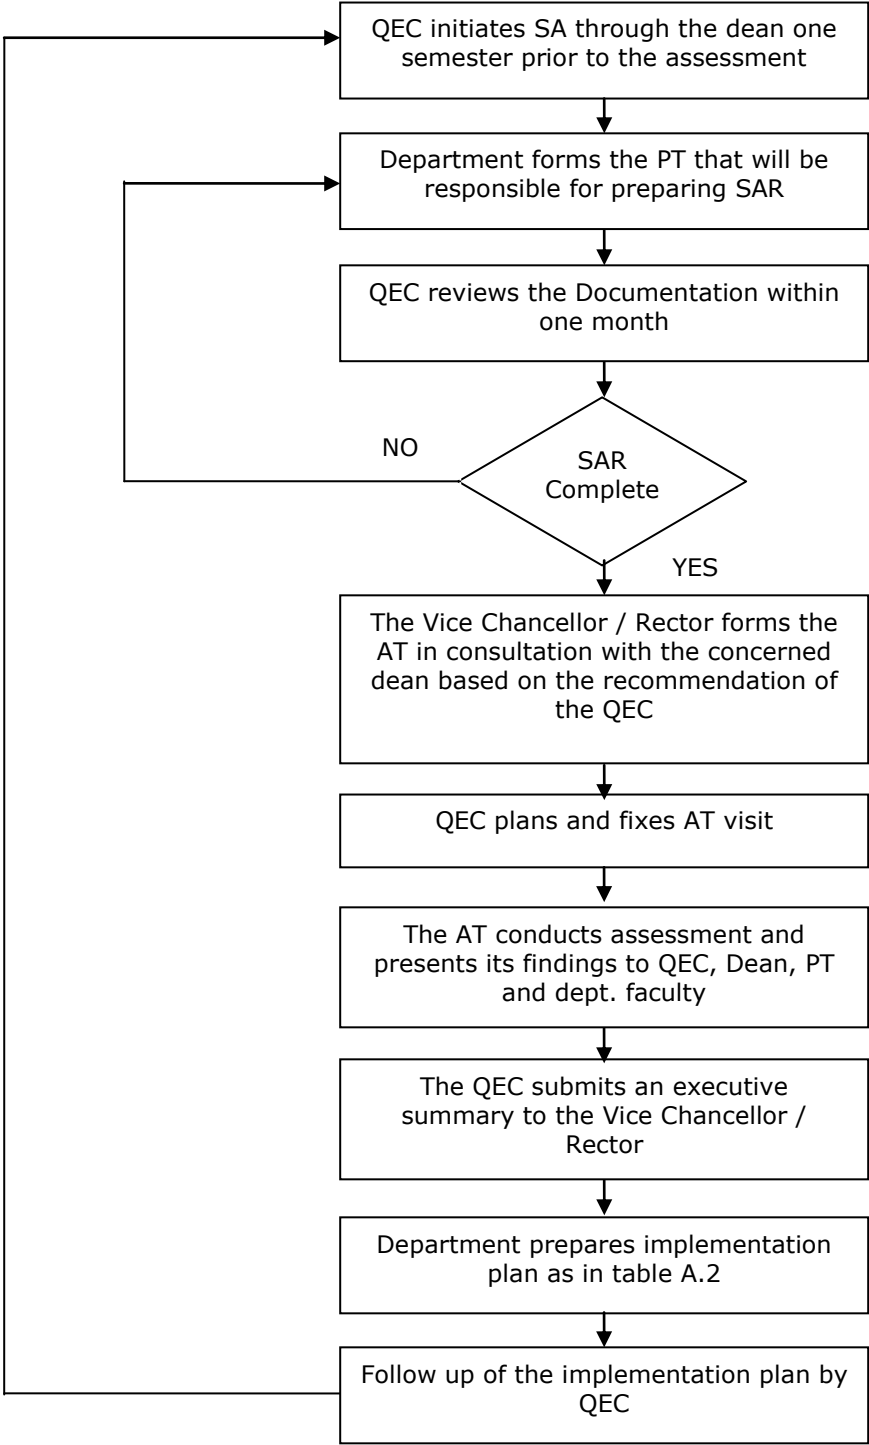 QEC initiates SA through the dean one
semester prior to the assessment
Department forms the PT that will be
responsible for preparing SAR
QEC reviews the Documentation within
one month
NO
SAR
Complete
YES
The Vice Chancellor / Rector forms the
AT in consultation with the concerned
dean based on the recommendation of
the QEC
QEC plans and fixes AT visit
The AT conducts assessment and
presents its findings to QEC, Dean, PT
and dept. faculty
The QEC submits an executive
summary to the Vice Chancellor /
Rector
Department prepares implementation
plan as in table A.2
Follow up of the implementation plan by
QEC